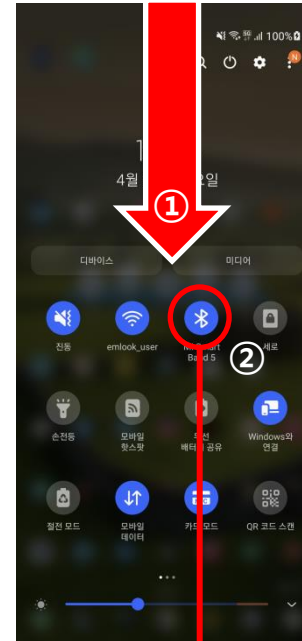 100%
N
4월
일
①
디바이스
미디어
진동
emlook_user
Band 5
세로
②
손전등
모바일
핫스팟
배터
공유
Windows와
연결
절전 모드
모바일
데이터
카드 모드
QR 코드 스캔